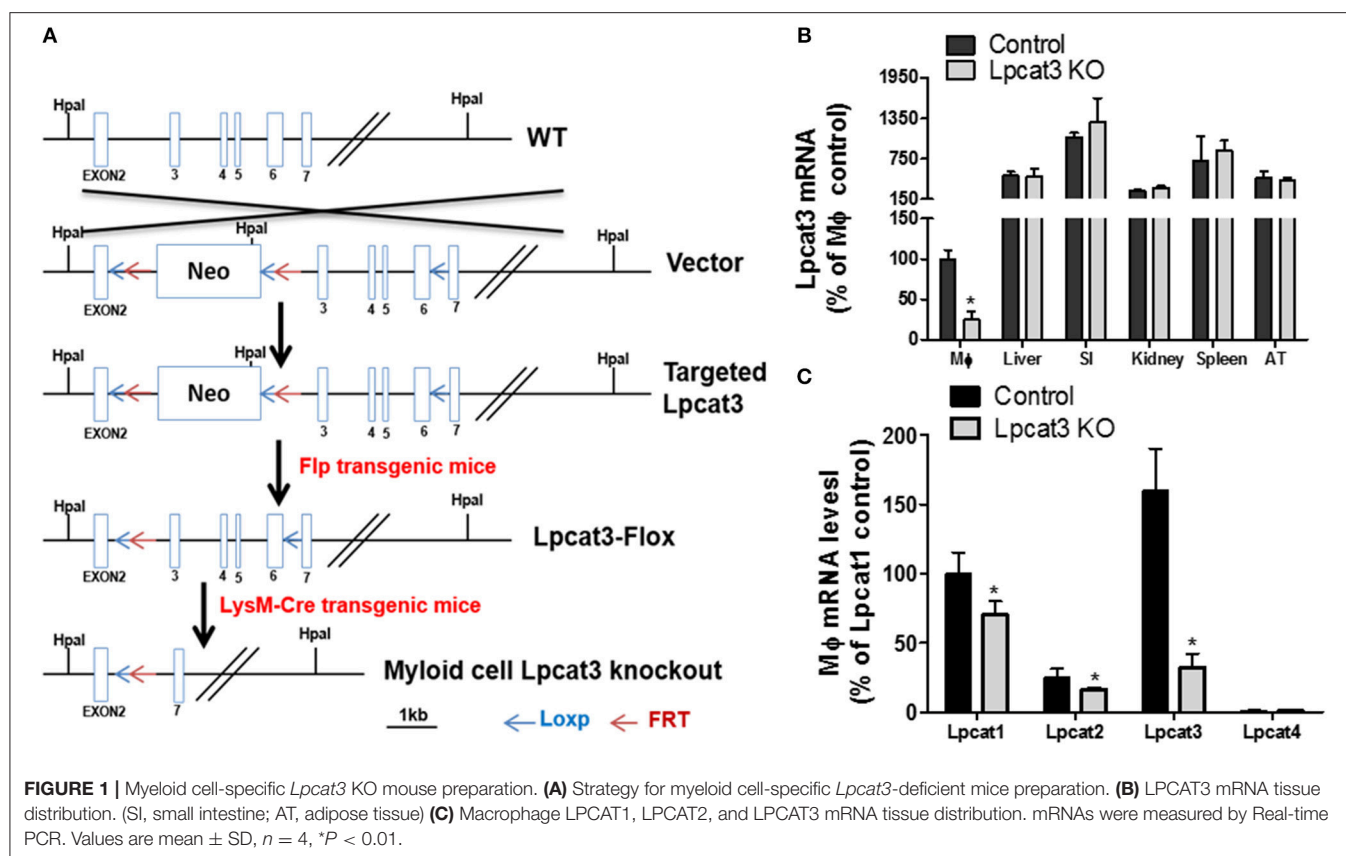 A
HpaI
HpaI
WT
EXON2 3 4 5 6 7
HpaI
HpaI
HpaI
Neo
Vector
EXON2 3 4 5 6 7
HpaI
HpaI
HpaI
Neo
Targeted
Lpcat3
EXON2 3 4 5 6 7
Flp transgenic mice
HpaI
HpaI
Lpcat3-Flox
EXON2 3 4 5 6 7
LysM-Cre transgenic mice
HpaI
HpaI
Myloid cell Lpcat3 knockout
EXON2 7
1kb
Loxp
FRT
B
Control
Lpcat3 KO
Lpcat3 mRNA
(% of Mϕ control)
1950
1350
750
150
150
100
50
0
*
Mϕ Liver SI Kidney Spleen AT
C
Control
Lpcat3 KO
Mϕ mRNA levesl
(% of Lpcat1 control)
200
150
100
50
0
* * *
Lpcat1 Lpcat2 Lpcat3 Lpcat4
FIGURE 1 | Myeloid cell-specific Lpcat3 KO mouse preparation. (A) Strategy for myeloid cell-specific Lpcat3-deficient mice preparation. (B) LPCAT3 mRNA tissue
distribution. (SI, small intestine; AT, adipose tissue) (C) Macrophage LPCAT1, LPCAT2, and LPCAT3 mRNA tissue distribution. mRNAs were measured by Real-time
PCR. Values are mean ± SD, n = 4, *P < 0.01.